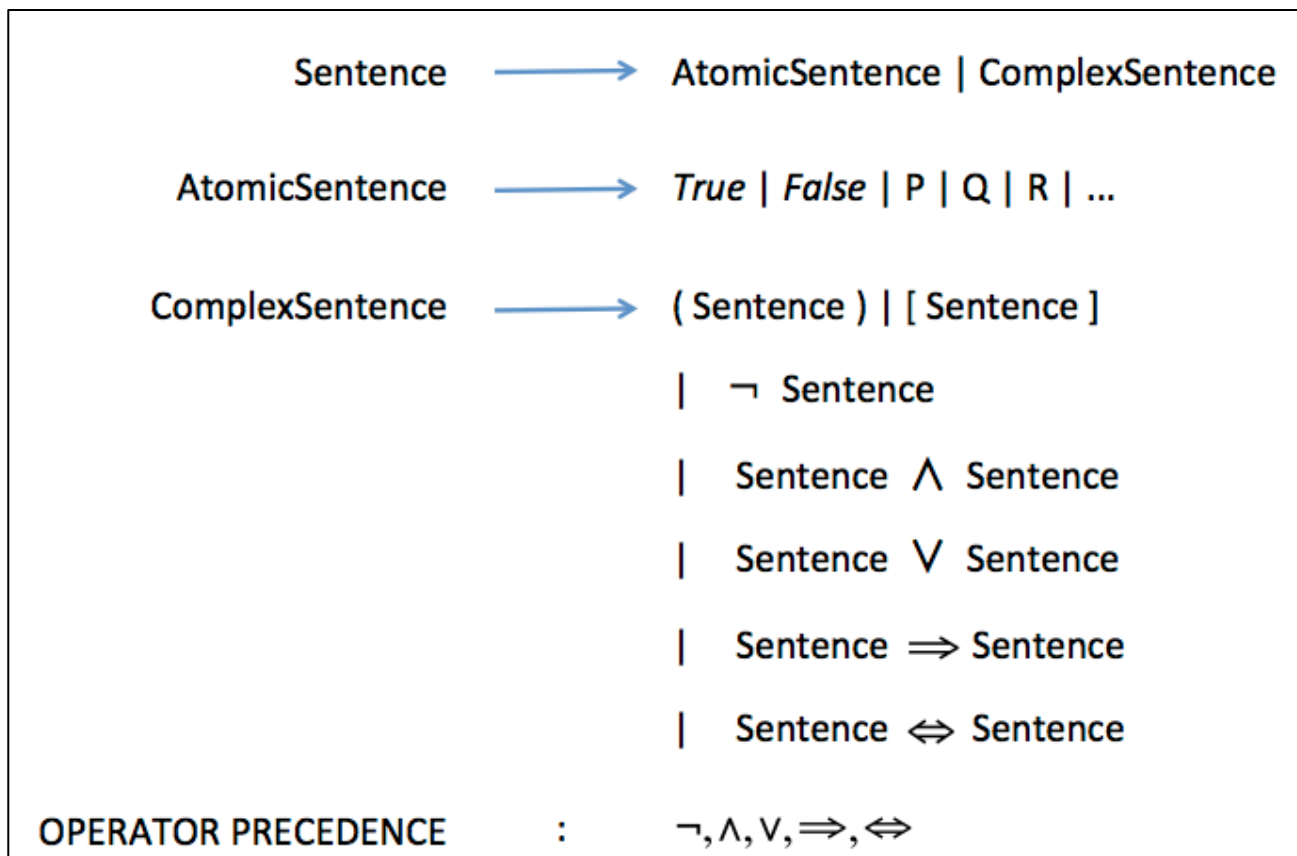 Sentence ⟶ AtomicSentence | ComplexSentence
AtomicSentence ⟶ True | False | P | Q | R | ...
ComplexSentence ⟶ ( Sentence ) | [ Sentence ]
| ¬ Sentence
| Sentence ∧ Sentence
| Sentence ∨ Sentence
| Sentence ⇒ Sentence
| Sentence ⇔ Sentence
OPERATOR PRECEDENCE : ¬,∧,∨,⇒,⇔